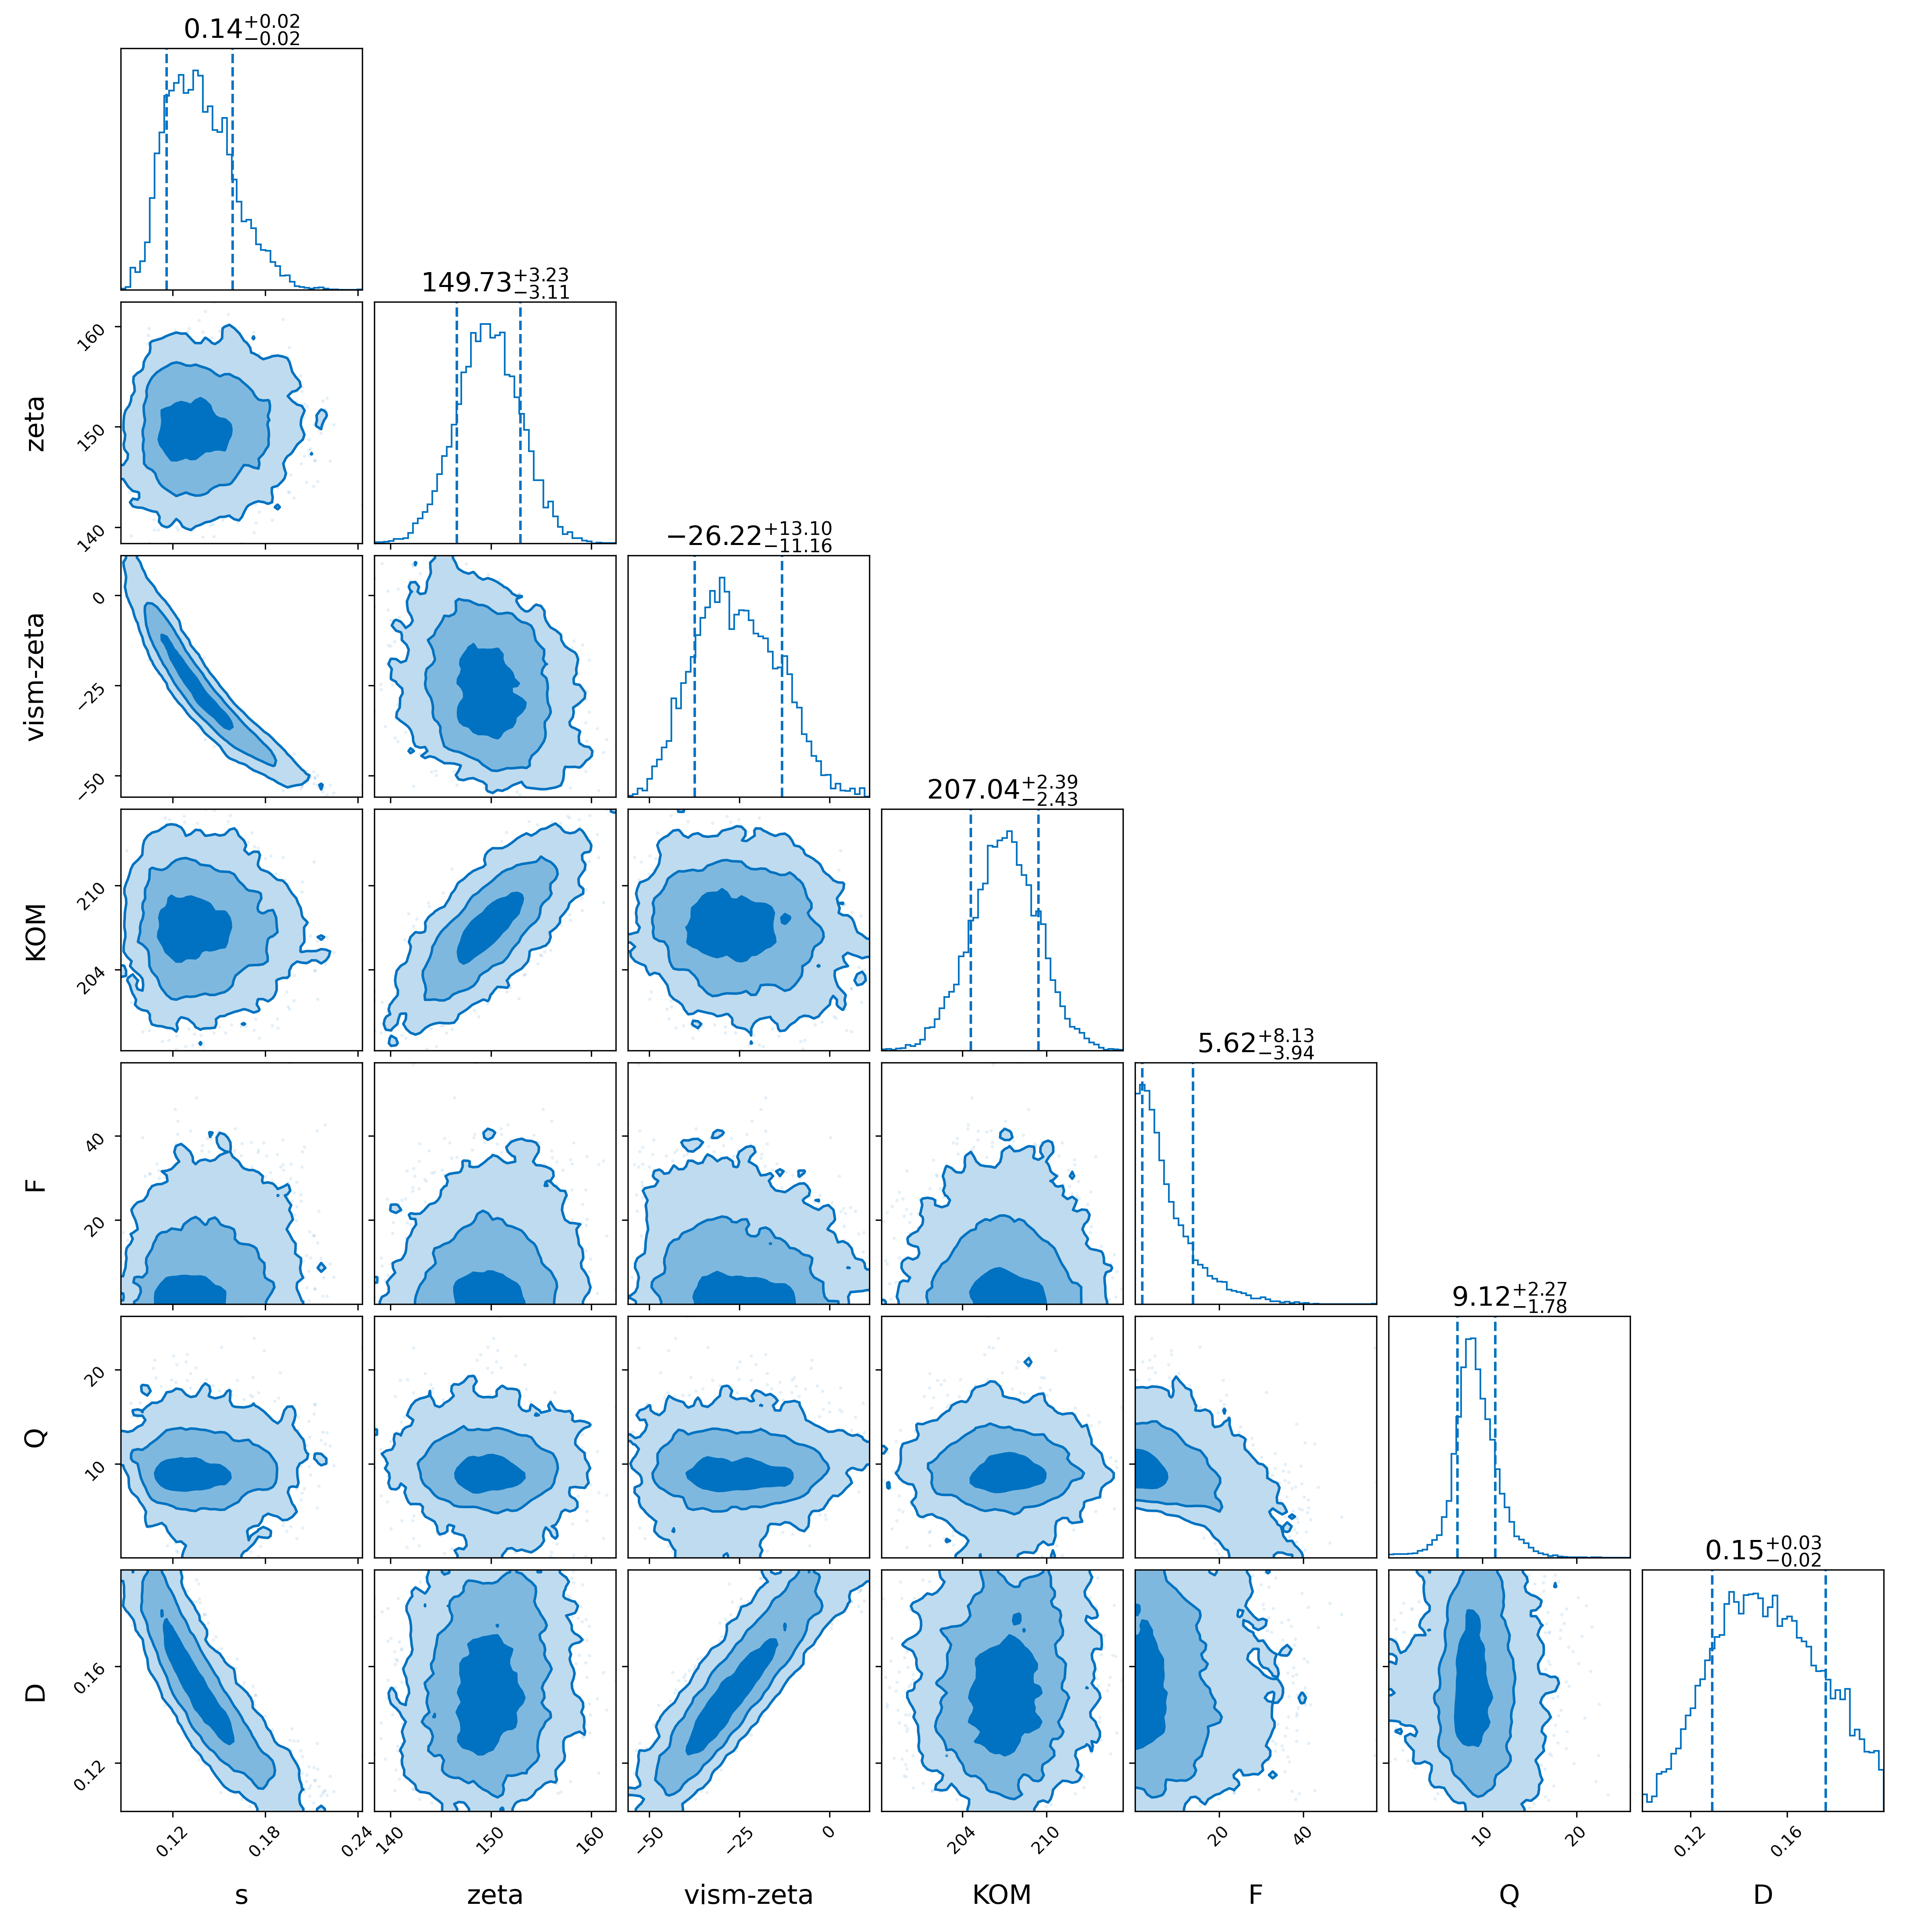 0.14+0.02−0.02
149.73+3.23−3.11
160
150
140
zeta
−26.22+13.10−11.16
0
−25
−50
vism-zeta
207.04+2.39−2.43
210
204
KOM
5.62+8.13−3.94
40
20
F
9.12+2.27−1.78
20
10
Q
0.15+0.03−0.02
0.16
0.12
D
0.12 0.18 0.24 140 150 160 −50 −25 0 204 210 20 40 10 20 0.12 0.16
s zeta vism-zeta KOM F Q D